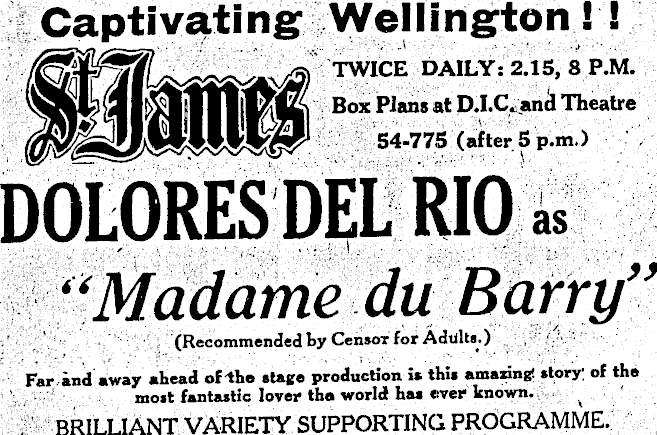 Captivating Wellington!!
St. James
TWICE DAILY: 2.15, 8 P.M.
Box Plans at D.I.C. and Theatre
54-775 (after 5 p.m.)
DOLORES DEL RIO as
"Madame du Barry"
(Recommended by Censor for Adults.)
Far and away ahead of the stage production is this amazing story of the
most fantastic lover the world has ever known.
BRILLIANT VARIETY SUPPORTING PROGRAMME.